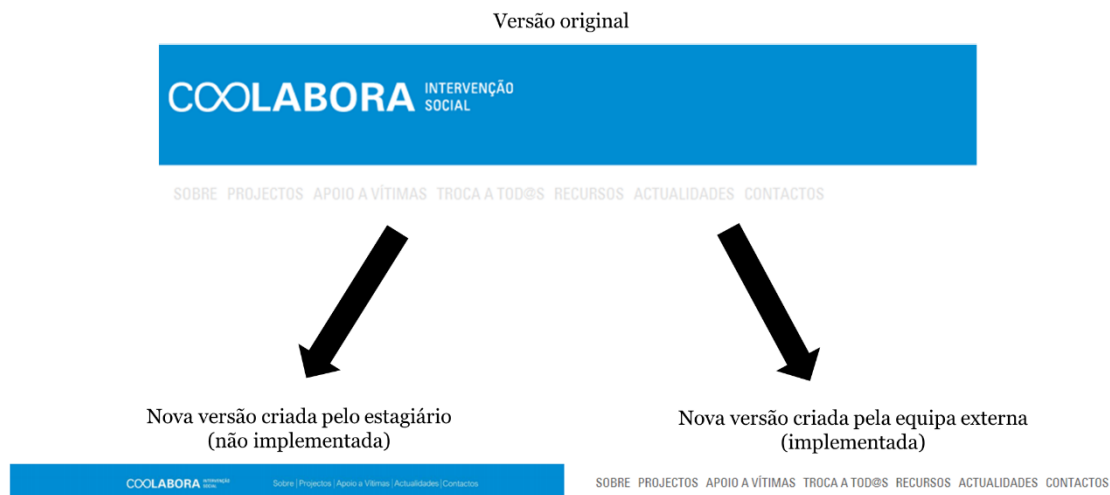 Versão original
COOLABORA INTERVENÇÃO
SOCIAL
SOBRE PROJECTOS APOIO A VÍTIMAS TROCA A TOD@S RECURSOS ACTUALIDADES CONTACTOS
Nova versão criada pelo estagiário
(não implementada)
Nova versão criada pela equipa externa
(implementada)
COOLABORA INTERVENÇÃO
SOCIAL
Sobre | Projectos | Apoio a Vítimas | Actualidades | Contactos
SOBRE PROJECTOS APOIO A VÍTIMAS TROCA A TOD@S RECURSOS ACTUALIDADES CONTACTOS